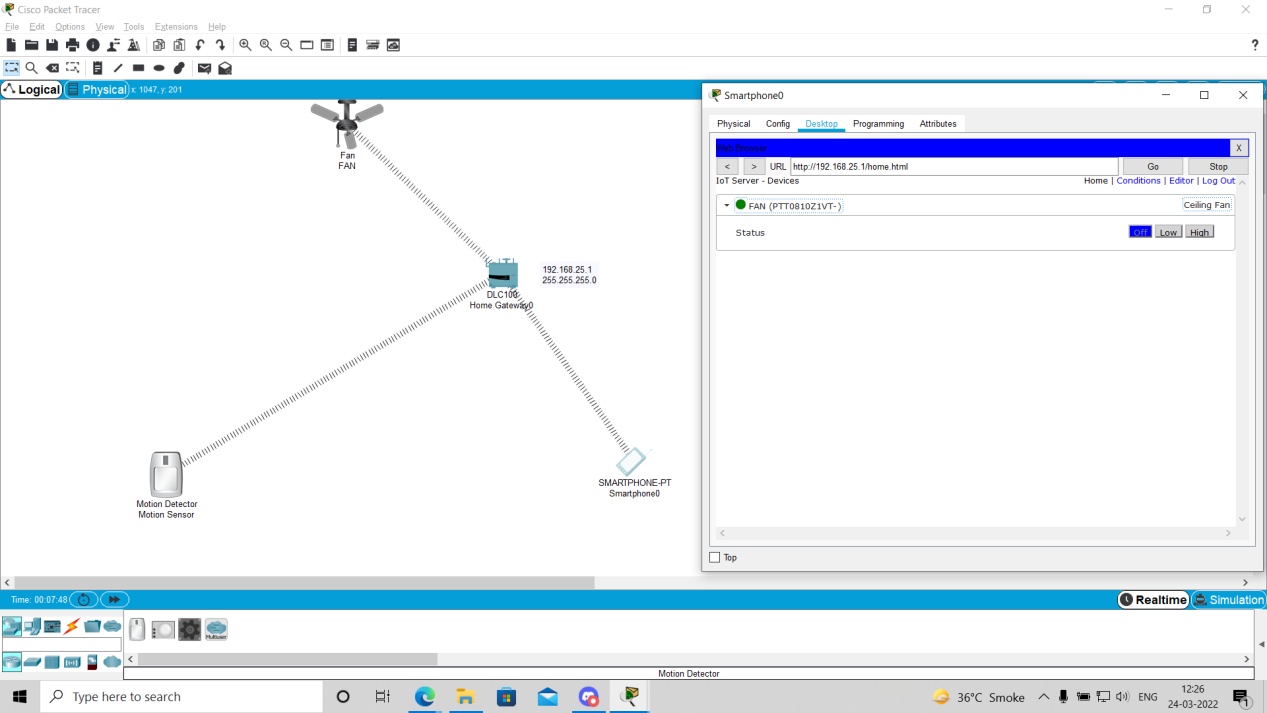 Cisco Packet Tracer
File Edit Options View Tools Extensions Help
?
Logical Physical x: 1047, y: 201
Fan
FAN
192.168.25.1
255.255.255.0
DLC100
Home Gateway0
SMARTPHONE-PT
Smartphone0
Motion Detector
Motion Sensor
Smartphone0
Physical Config Desktop Programming Attributes
Web Browser X
< > URL http://192.168.25.1/home.html Go Stop
IoT Server - Devices Home | Conditions | Editor | Log Out
FAN (PTT0810Z1VT-) Ceiling Fan
Status Off Low High
Top
Time: 00:07:48 Realtime Simulation
Multiuser
Motion Detector
Type here to search
36°C Smoke ENG
12:26
24-03-2022
1